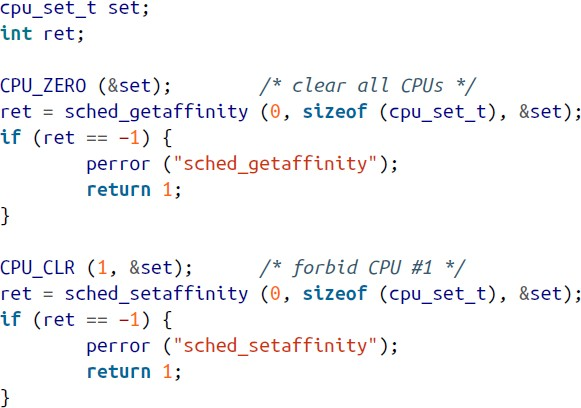 cpu_set_t set;
int ret;

CPU_ZERO (&set);        /* clear all CPUs */
ret = sched_getaffinity (0, sizeof (cpu_set_t), &set);
if (ret == −1) {
        perror ("sched_getaffinity");
        return 1;
}

CPU_CLR (1, &set);      /* forbid CPU #1 */
ret = sched_setaffinity (0, sizeof (cpu_set_t), &set);
if (ret == −1) {
        perror ("sched_setaffinity");
        return 1;
}